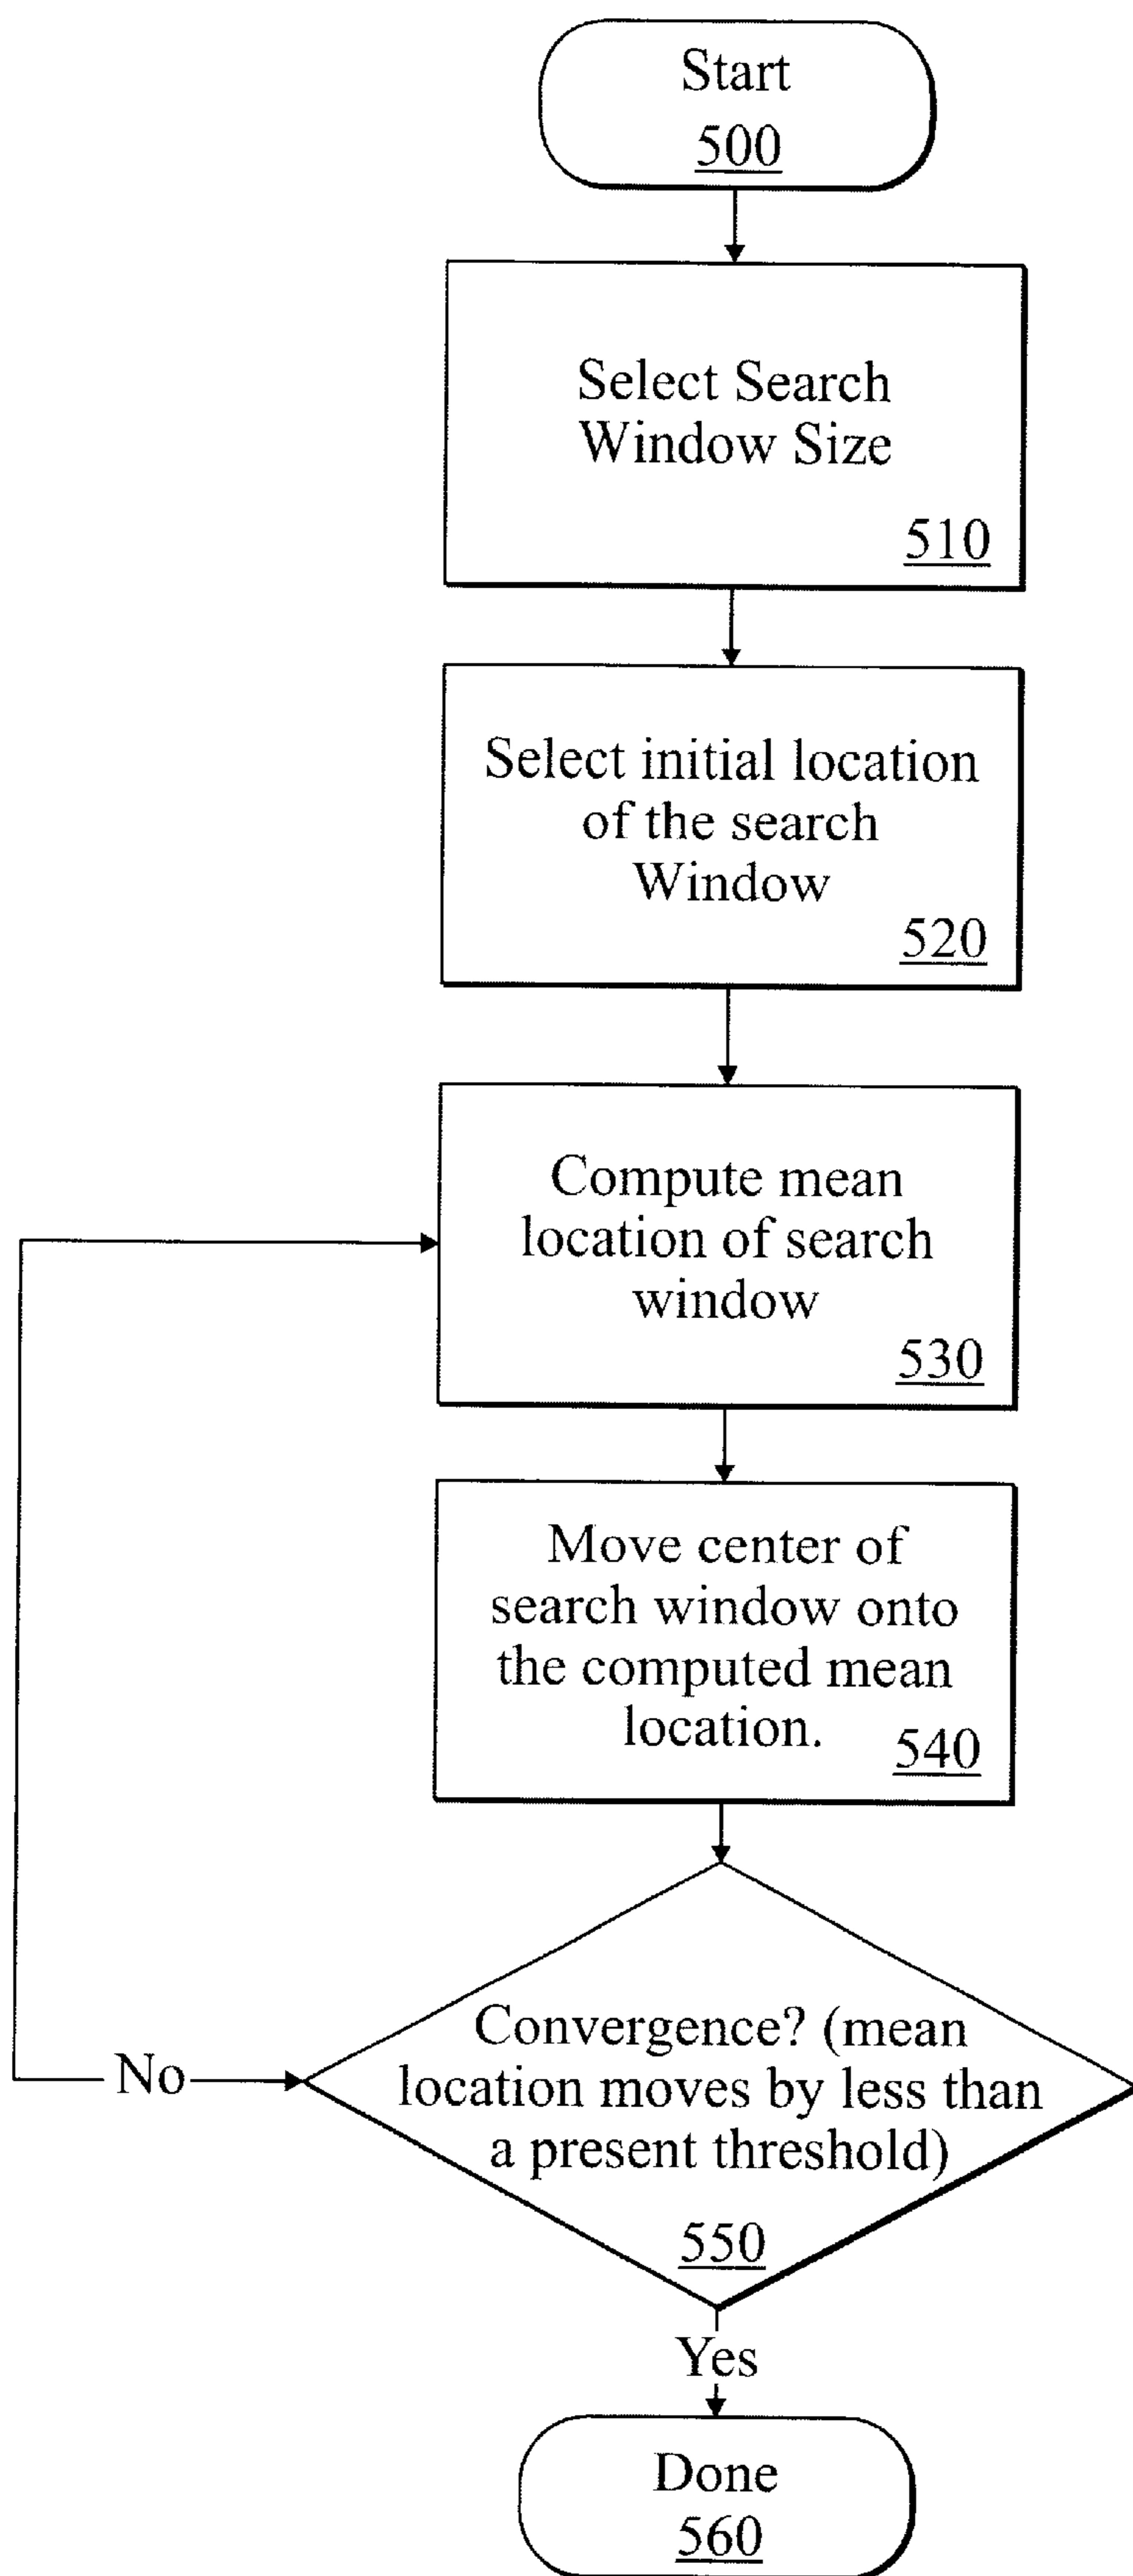 Start
500
Select Search
Window Size
510
Select initial location
of the search
Window
520
Compute mean
location of search
window
530
Move center of
search window onto
the computed mean
location.
540
Convergence? (mean
location moves by less than
a present threshold)
550
No
Yes
Done
560